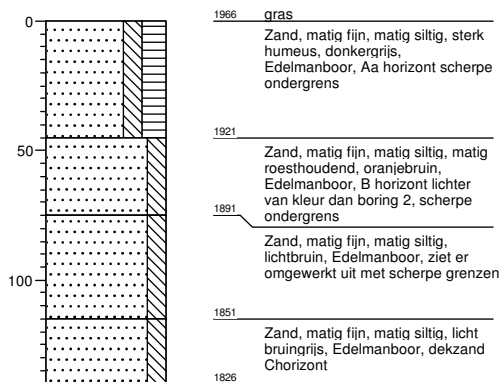 0
1966 gras
Zand, matig fijn, matig siltig, sterk
humeus, donkergrijs,
Edelmanboor, Aa horizont scherpe
ondergrens
1921
50
Zand, matig fijn, matig siltig, matig
roesthoudend, oranjebruin,
Edelmanboor, B horizont lichter
van kleur dan boring 2, scherpe
ondergrens
1891
Zand, matig fijn, matig siltig,
lichtbruin, Edelmanboor, ziet er
omgewerkt uit met scherpe grenzen
100
1851
Zand, matig fijn, matig siltig, licht
bruingrijs, Edelmanboor, dekzand
Chorizont
1826